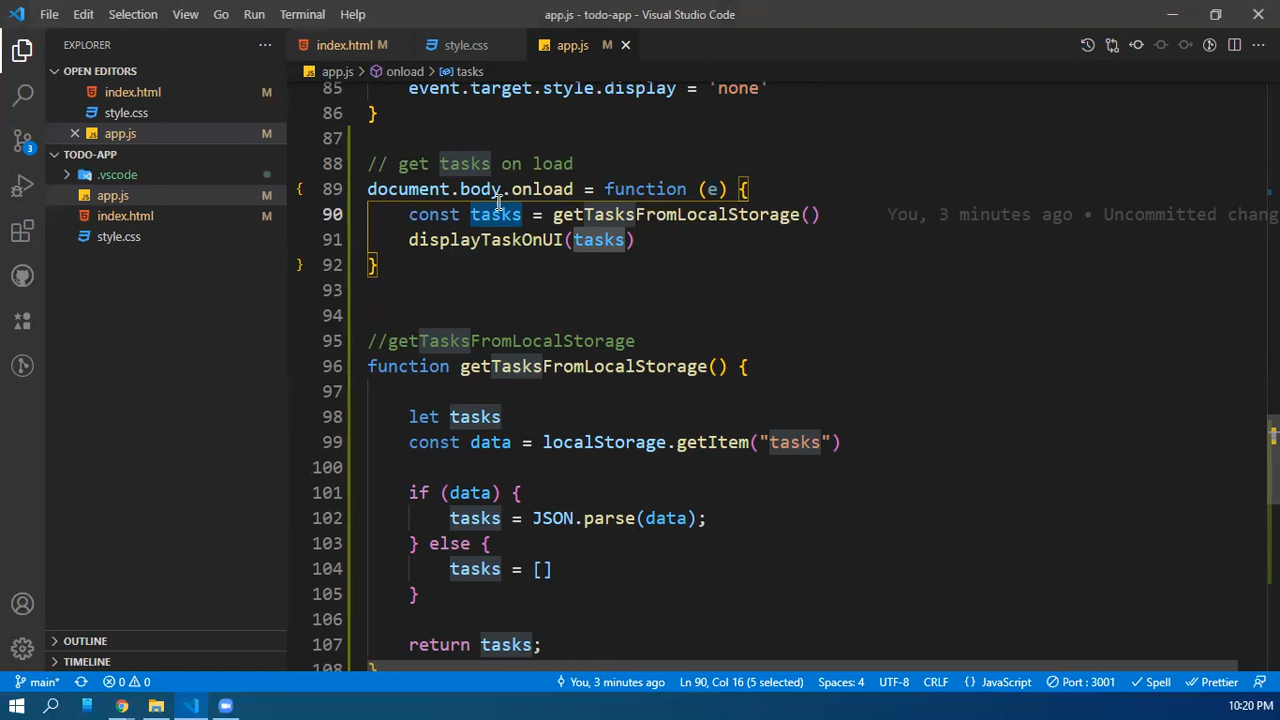 File Edit Selection View Go Run Terminal Help app.js - todo-app - Visual Studio Code
EXPLORER
OPEN EDITORS
index.html M
style.css
app.js M
TODO-APP
.vscode
app.js M
index.html M
style.css
OUTLINE
TIMELINE
3
index.html M style.css app.js M
app.js > onload > tasks
85 event.target.style.display = 'none'
86 }
87
88 // get tasks on load
89 document.body.onload = function (e) {
90 const tasks = getTasksFromLocalStorage() You, 3 minutes ago • Uncommitted chang
91 displayTaskOnUI(tasks)
92 }
93
94
95 //getTasksFromLocalStorage
96 function getTasksFromLocalStorage() {
97
98 let tasks
99 const data = localStorage.getItem("tasks")
100
101 if (data) {
102 tasks = JSON.parse(data);
103 } else {
104 tasks = []
105 }
106
107 return tasks;
108 }
main* 0 0 You, 3 minutes ago Ln 90, Col 16 (5 selected) Spaces: 4 UTF-8 CRLF {} JavaScript Port : 3001 Spell Prettier
10:20 PM